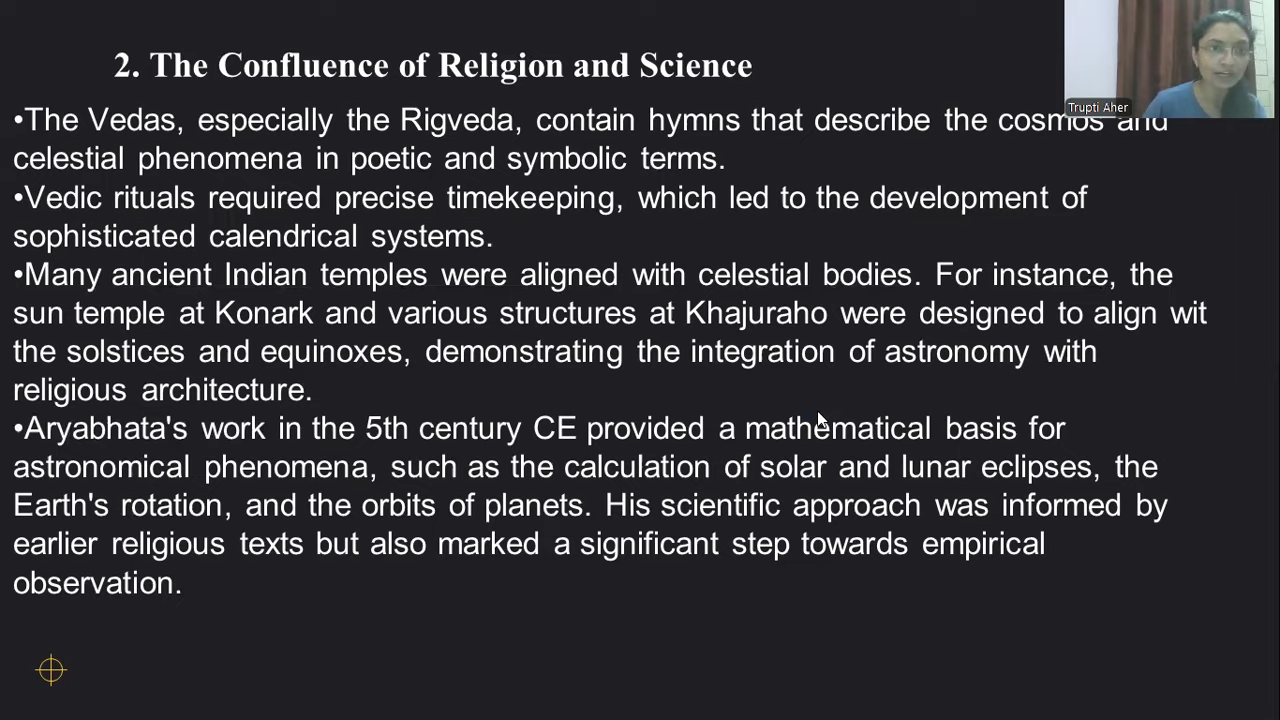 2. The Confluence of Religion and Science
Trupti Aher
•The Vedas, especially the Rigveda, contain hymns that describe the cosmos and
celestial phenomena in poetic and symbolic terms.
•Vedic rituals required precise timekeeping, which led to the development of
sophisticated calendrical systems.
•Many ancient Indian temples were aligned with celestial bodies. For instance, the
sun temple at Konark and various structures at Khajuraho were designed to align wit
the solstices and equinoxes, demonstrating the integration of astronomy with
religious architecture.
•Aryabhata's work in the 5th century CE provided a mathematical basis for
astronomical phenomena, such as the calculation of solar and lunar eclipses, the
Earth's rotation, and the orbits of planets. His scientific approach was informed by
earlier religious texts but also marked a significant step towards empirical
observation.